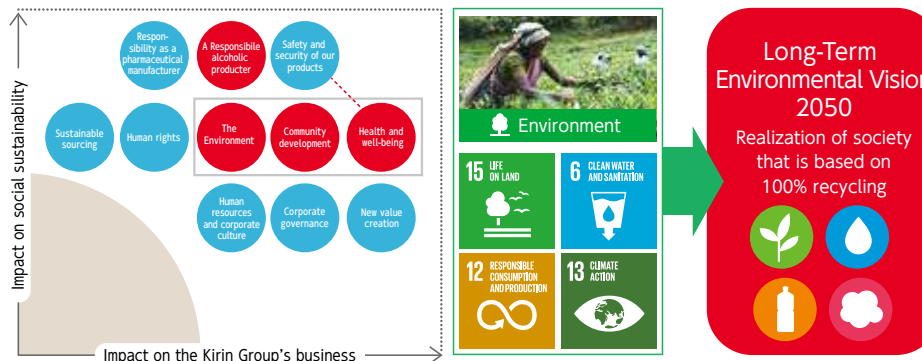 Impact on social sustainability
Respon-
sibility as a
pharmaceutical
manufacturer
A Responsibile
alcoholic
producter
Safety and
security of our
products
Sustainable
sourcing
Human rights
The
Environment
Community
development
Health and
well-being
Human
resources
and corporate
culture
Corporate
governance
New value
creation
Impact on the Kirin Group's business
Environment
15 LIFE
ON LAND
6 CLEAN WATER
AND SANITATION
12 RESPONSIBLE
CONSUMPTION
AND PRODUCTION
13 CLIMATE
ACTION
Long-Term
Environmental Vision
2050
Realization of society
that is based on
100% recycling